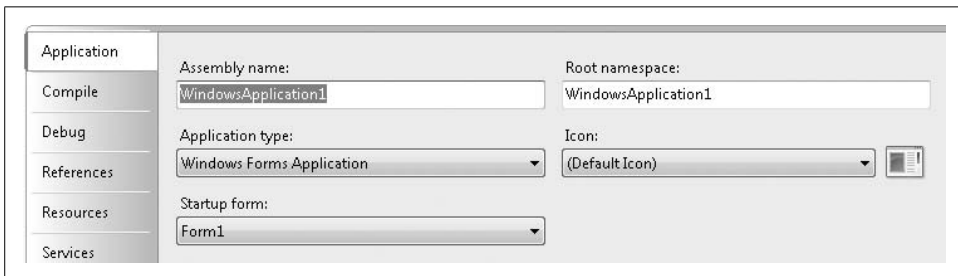 Application
Compile
Debug
References
Resources
Services
Assembly name:
WindowsApplication1
Root namespace:
WindowsApplication1
Application type:
Windows Forms Application
Icon:
(Default Icon)
Startup form:
Form1